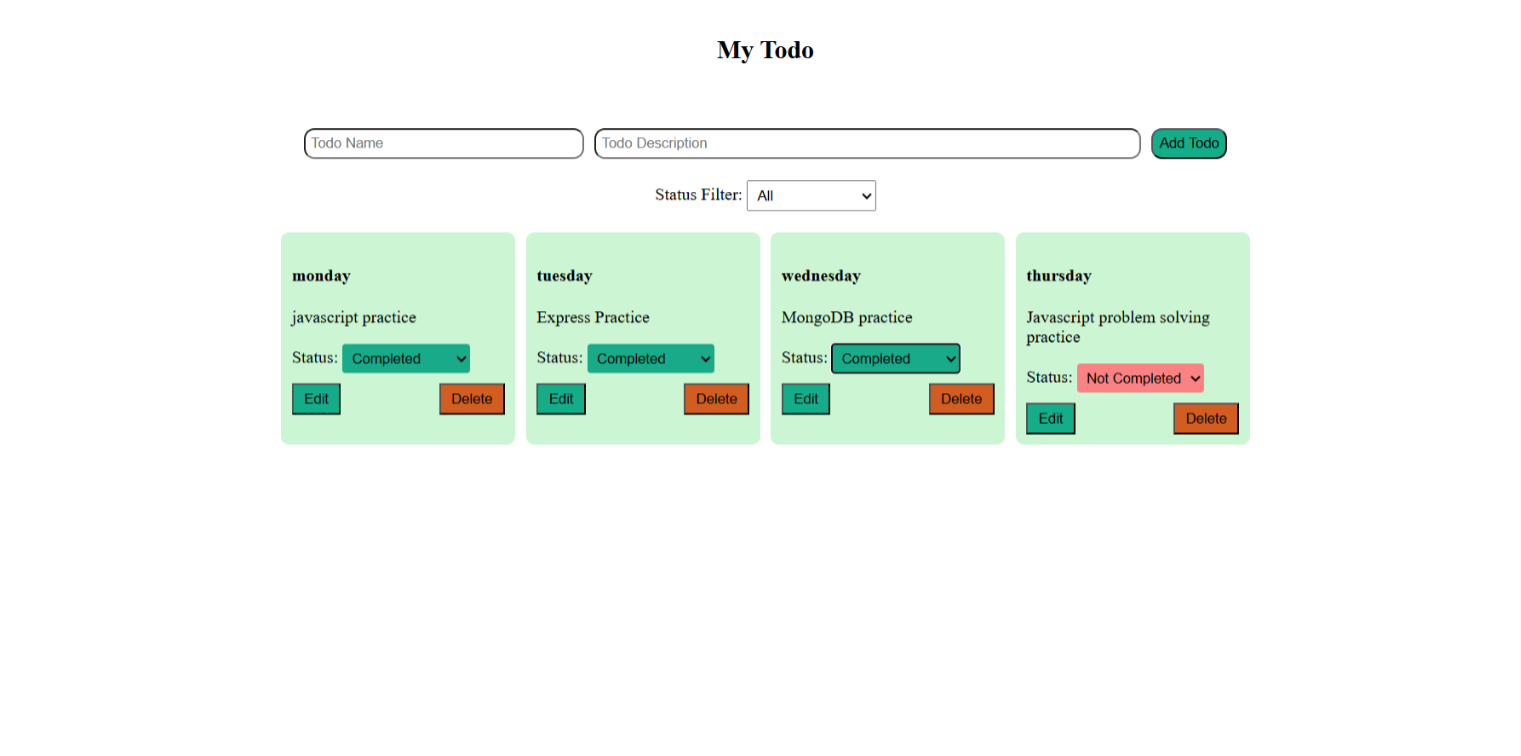 My Todo
Todo Name
Todo Description
Add Todo
Status Filter: All
monday
javascript practice
Status: Completed
Edit
Delete
tuesday
Express Practice
Status: Completed
Edit
Delete
wednesday
MongoDB practice
Status: Completed
Edit
Delete
thursday
Javascript problem solving
practice
Status: Not Completed
Edit
Delete